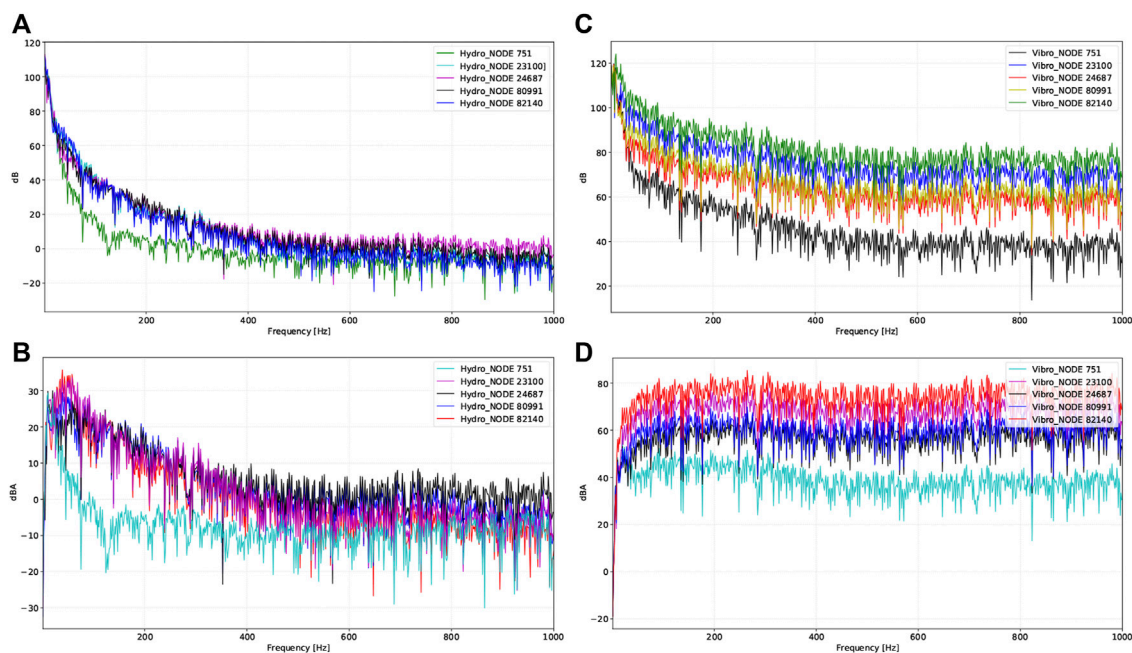 A
120
100
80
60
40
20
0
−20
dB
200
400
600
800
1000
Frequency [Hz]
Hydro_NODE 751
Hydro_NODE 23100]
Hydro_NODE 24687
Hydro_NODE 80991
Hydro_NODE 82140
B
30
20
10
0
−10
−20
−30
dBA
200
400
600
800
1000
Frequency [Hz]
Hydro_NODE 751
Hydro_NODE 23100
Hydro_NODE 24687
Hydro_NODE 80991
Hydro_NODE 82140
C
120
100
80
60
40
20
dB
200
400
600
800
1000
Frequency [Hz]
Vibro_NODE 751
Vibro_NODE 23100
Vibro_NODE 24687
Vibro_NODE 80991
Vibro_NODE 82140
D
80
60
40
20
0
−20
dBA
200
400
600
800
1000
Frequency [Hz]
Vibro_NODE 751
Vibro_NODE 23100
Vibro_NODE 24687
Vibro_NODE 80991
Vibro_NODE 82140